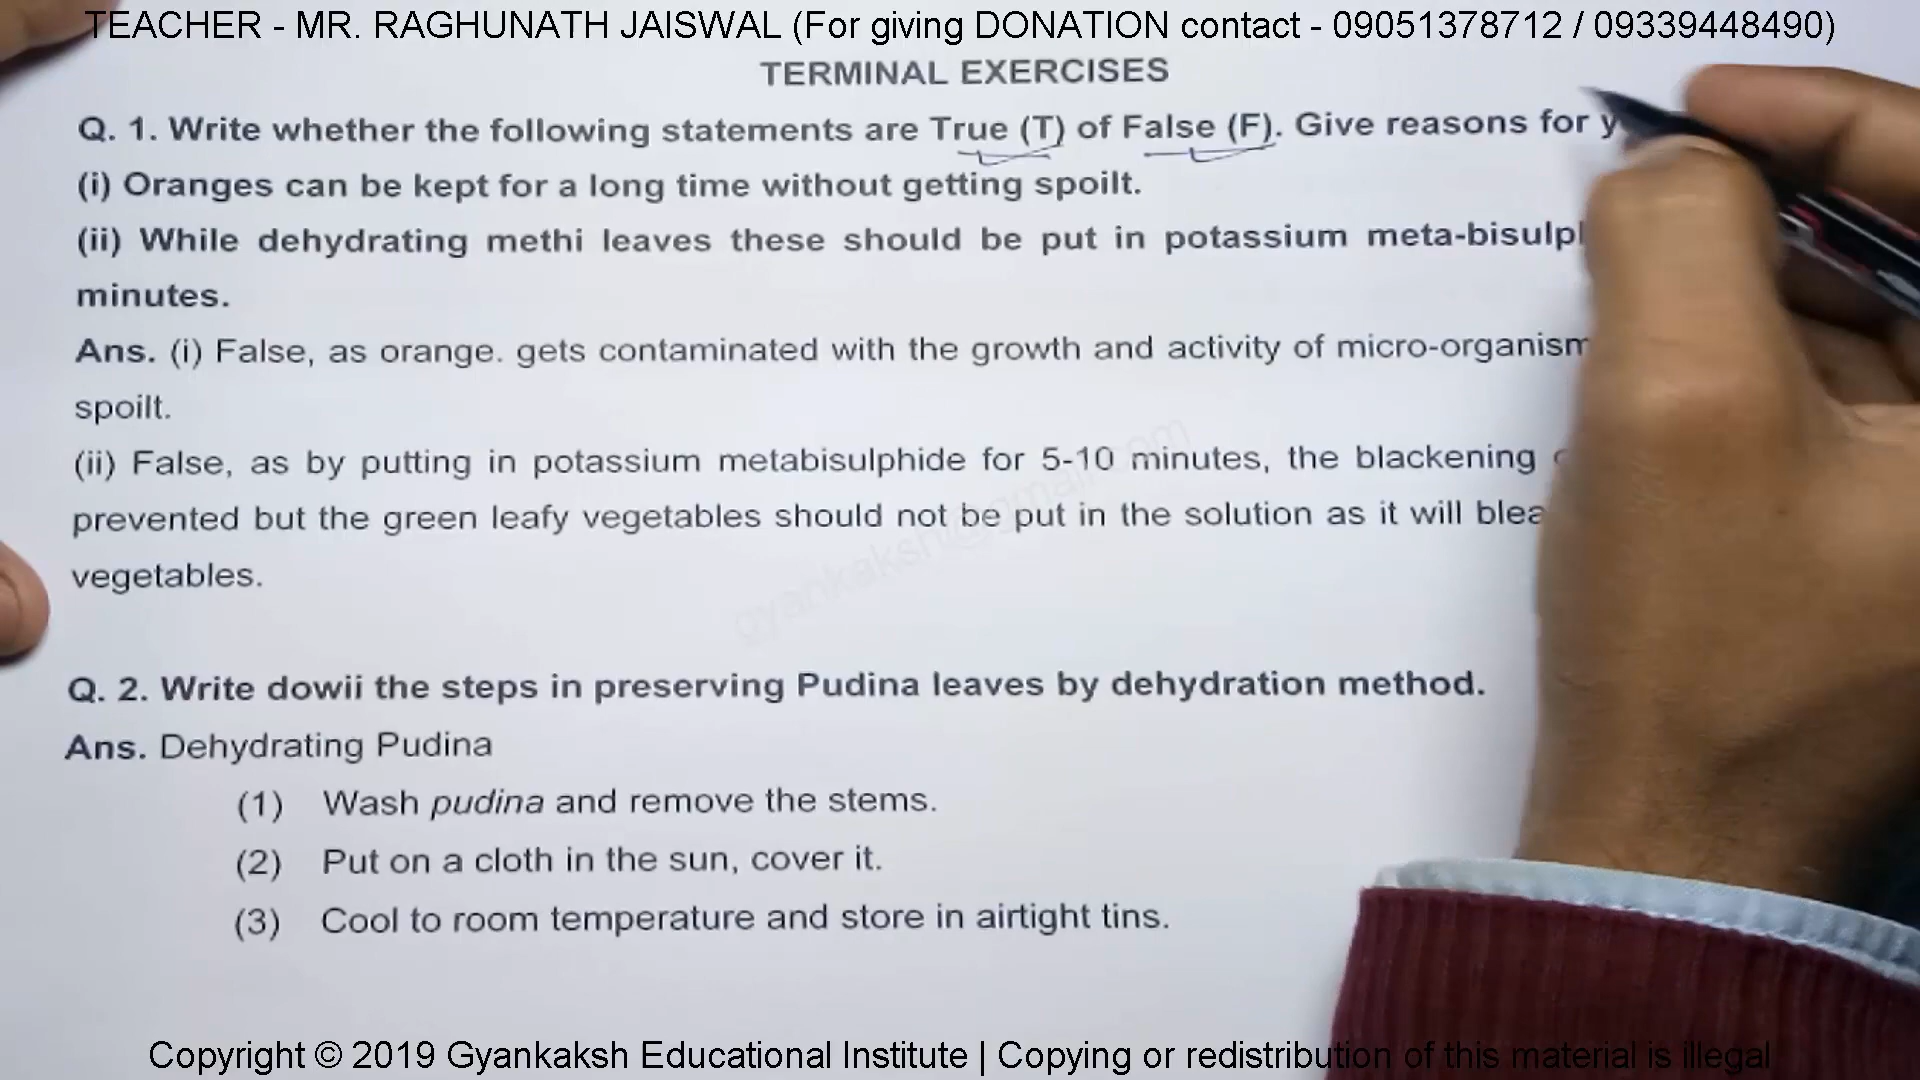 TEACHER - MR. RAGHUNATH JAISWAL (For giving DONATION contact - 09051378712 / 09339448490)
TERMINAL EXERCISES
Q. 1. Write whether the following statements are True (T) of False (F). Give reasons for
(i) Oranges can be kept for a long time without getting spoilt.
(ii) While dehydrating methi leaves these should be put in potassium
minutes.
Ans. (i) False, as orange. gets contaminated with the growth and activity of
spoilt.
(ii) False, as by putting in potassium metabisulphide for 5-10 minutes, the blackening
prevented but the green leafy vegetables should not be put in the solution as it will
vegetables.
gyankaksh@gmail.com
Q. 2. Write dowii the steps in preserving Pudina leaves by dehydration method.
Ans. Dehydrating Pudina
(1) Wash pudina and remove the stems.
(2) Put on a cloth in the sun, cover it.
(3) Cool to room temperature and store in airtight tins.
Copyright © 2019 Gyankaksh Educational Institute | Copying or redistribution of this material is illegal